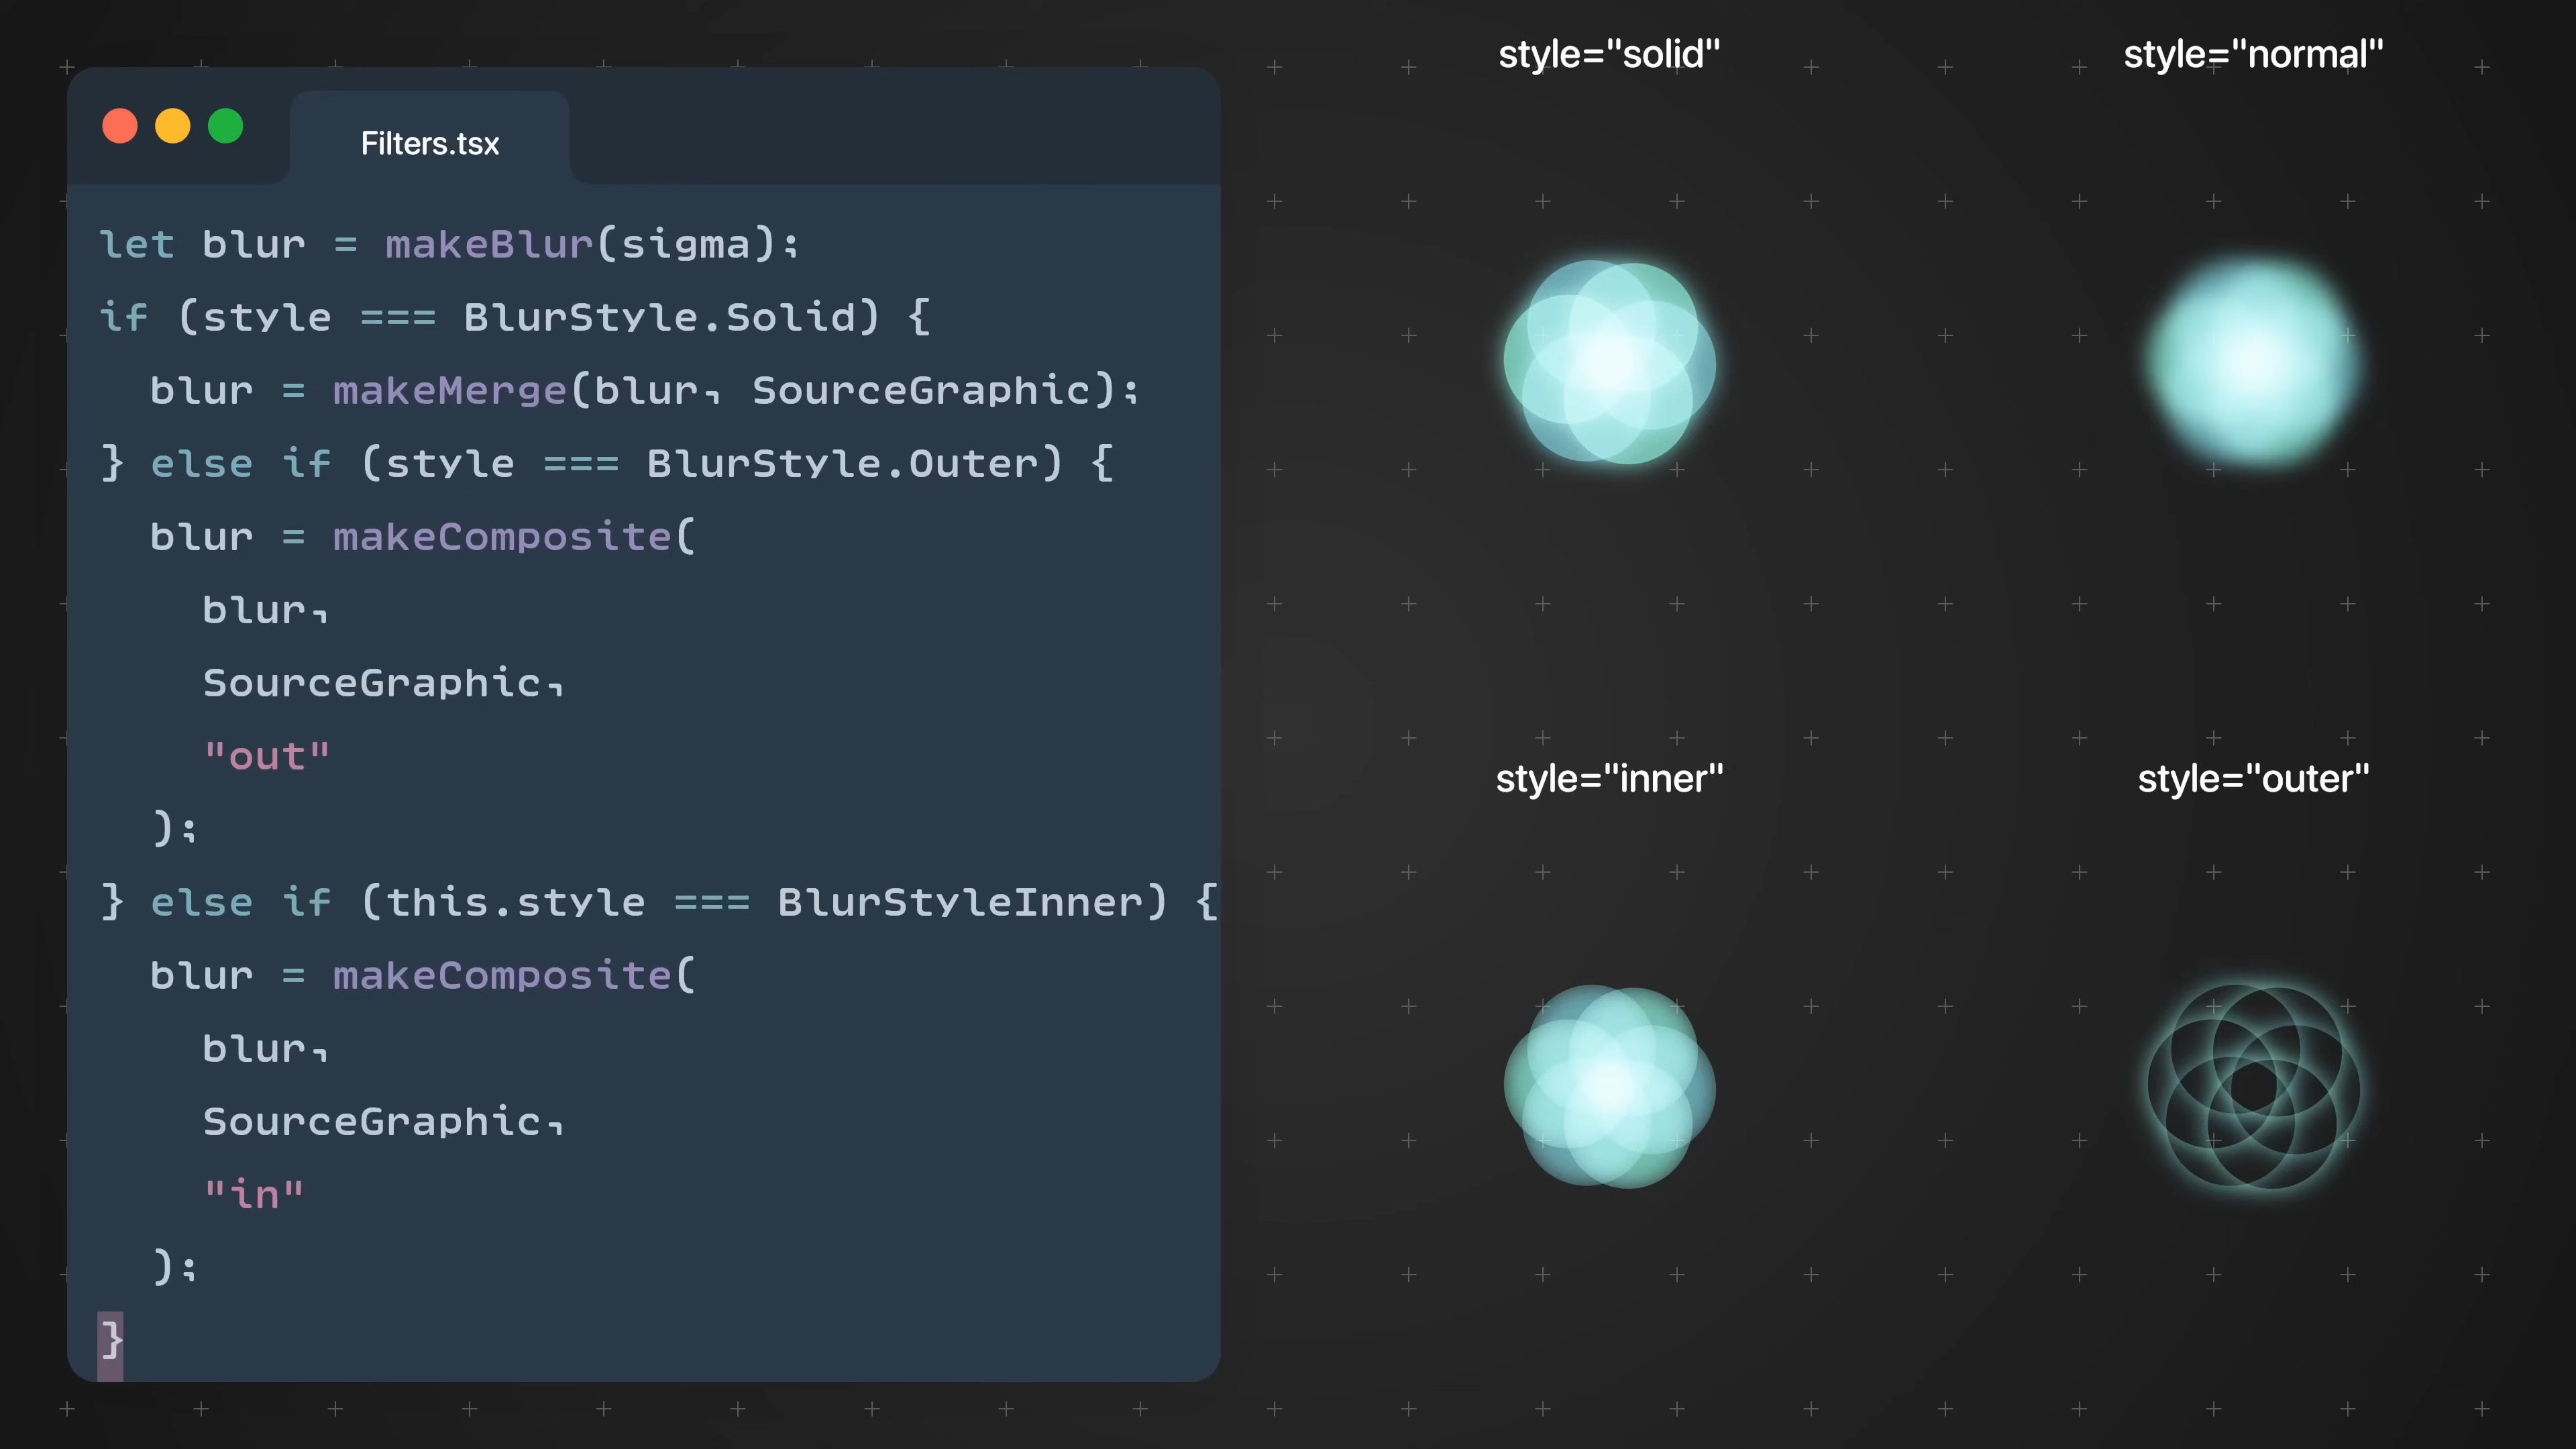 Filters.tsx
let blur = makeBlur(sigma);
if (style === BlurStyle.Solid) {
  blur = makeMerge(blur, SourceGraphic);
} else if (style === BlurStyle.Outer) {
  blur = makeComposite(
    blur,
    SourceGraphic,
    "out"
  );
} else if (this.style === BlurStyleInner) {
  blur = makeComposite(
    blur,
    SourceGraphic,
    "in"
  );
}
style="solid"
style="normal"
style="inner"
style="outer"